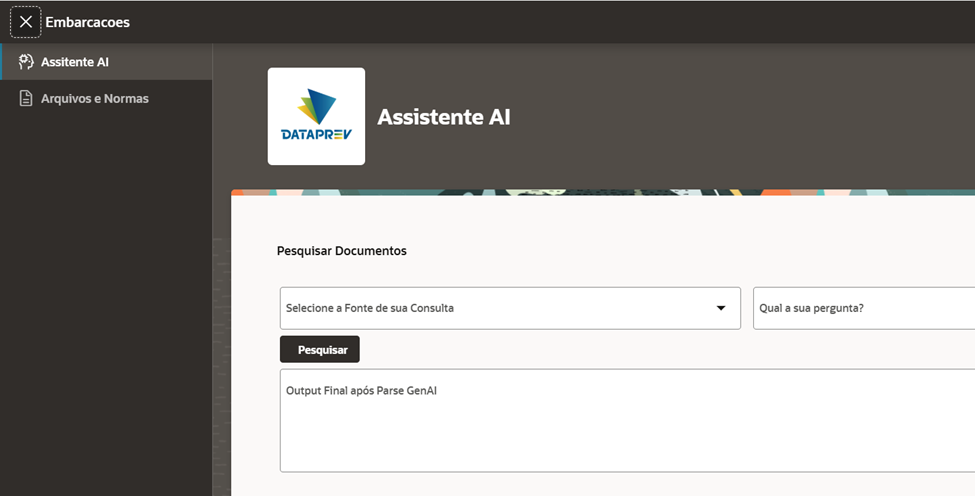 Embarcacoes
Assitente AI
Arquivos e Normas
DATAPREV
Assistente AI
Pesquisar Documentos
Selecione a Fonte de sua Consulta
Qual a sua pergunta?
Pesquisar
Output Final após Parse GenAI